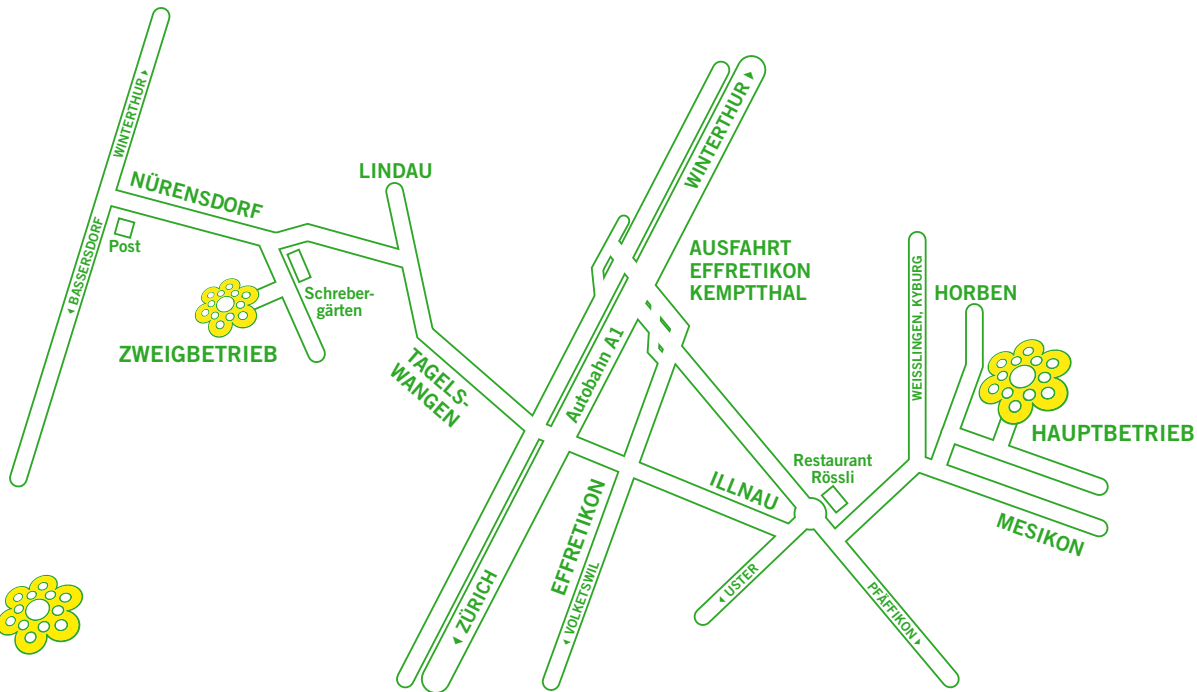 WINTERTHUR ►
◄ BASSERSDORF
NÜRENSDORF
Post
LINDAU
Schreber-
gärten
ZWEIGBETRIEB
TAGELS-
WANGEN
WINTERTHUR ►
Autobahn A1
◄ ZÜRICH
AUSFAHRT
EFFRETIKON
KEMPTTHAL
EFFRETIKON
◄ VOLKETSWIL
ILLNAU
Restaurant
Rössli
◄ USTER
PFÄFFIKON ►
WEISSLINGEN, KYBURG
HORBEN
HAUPTBETRIEB
MESIKON